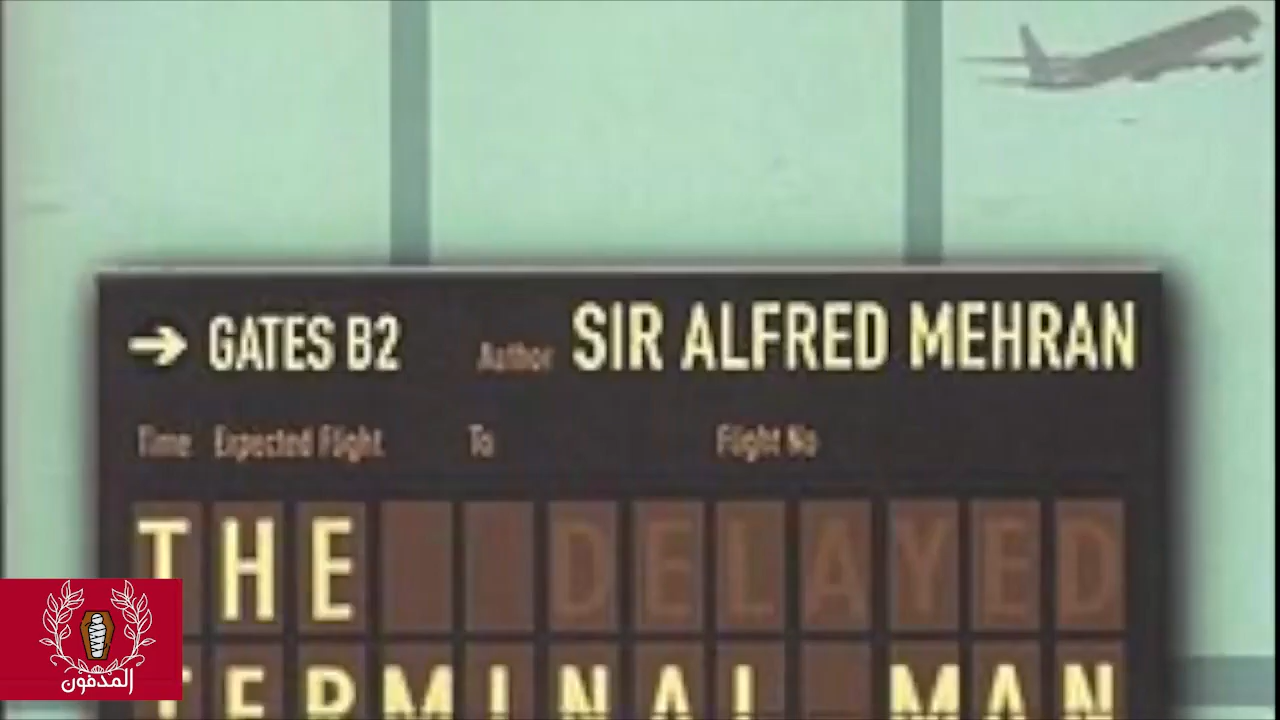 → GATES B2 Author SIR ALFRED MEHRAN
Time Expected Flight To Flight No
THE DELAYED
TERMINAL MAN
المدفون